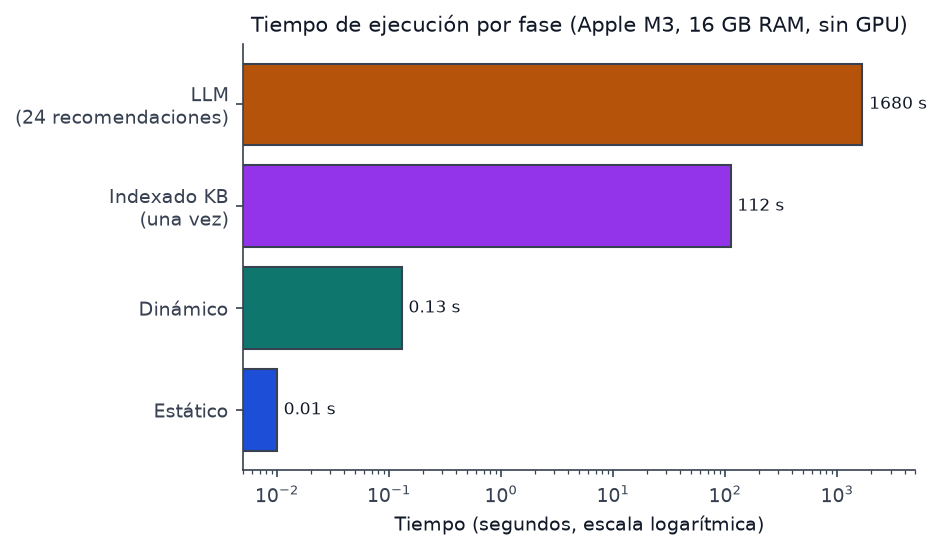 Tiempo de ejecución por fase (Apple M3, 16 GB RAM, sin GPU)
LLM
(24 recomendaciones)
1680 s
Indexado KB
(una vez)
112 s
Dinámico
0.13 s
Estático
0.01 s
10⁻² 10⁻¹ 10⁰ 10¹ 10² 10³
Tiempo (segundos, escala logarítmica)